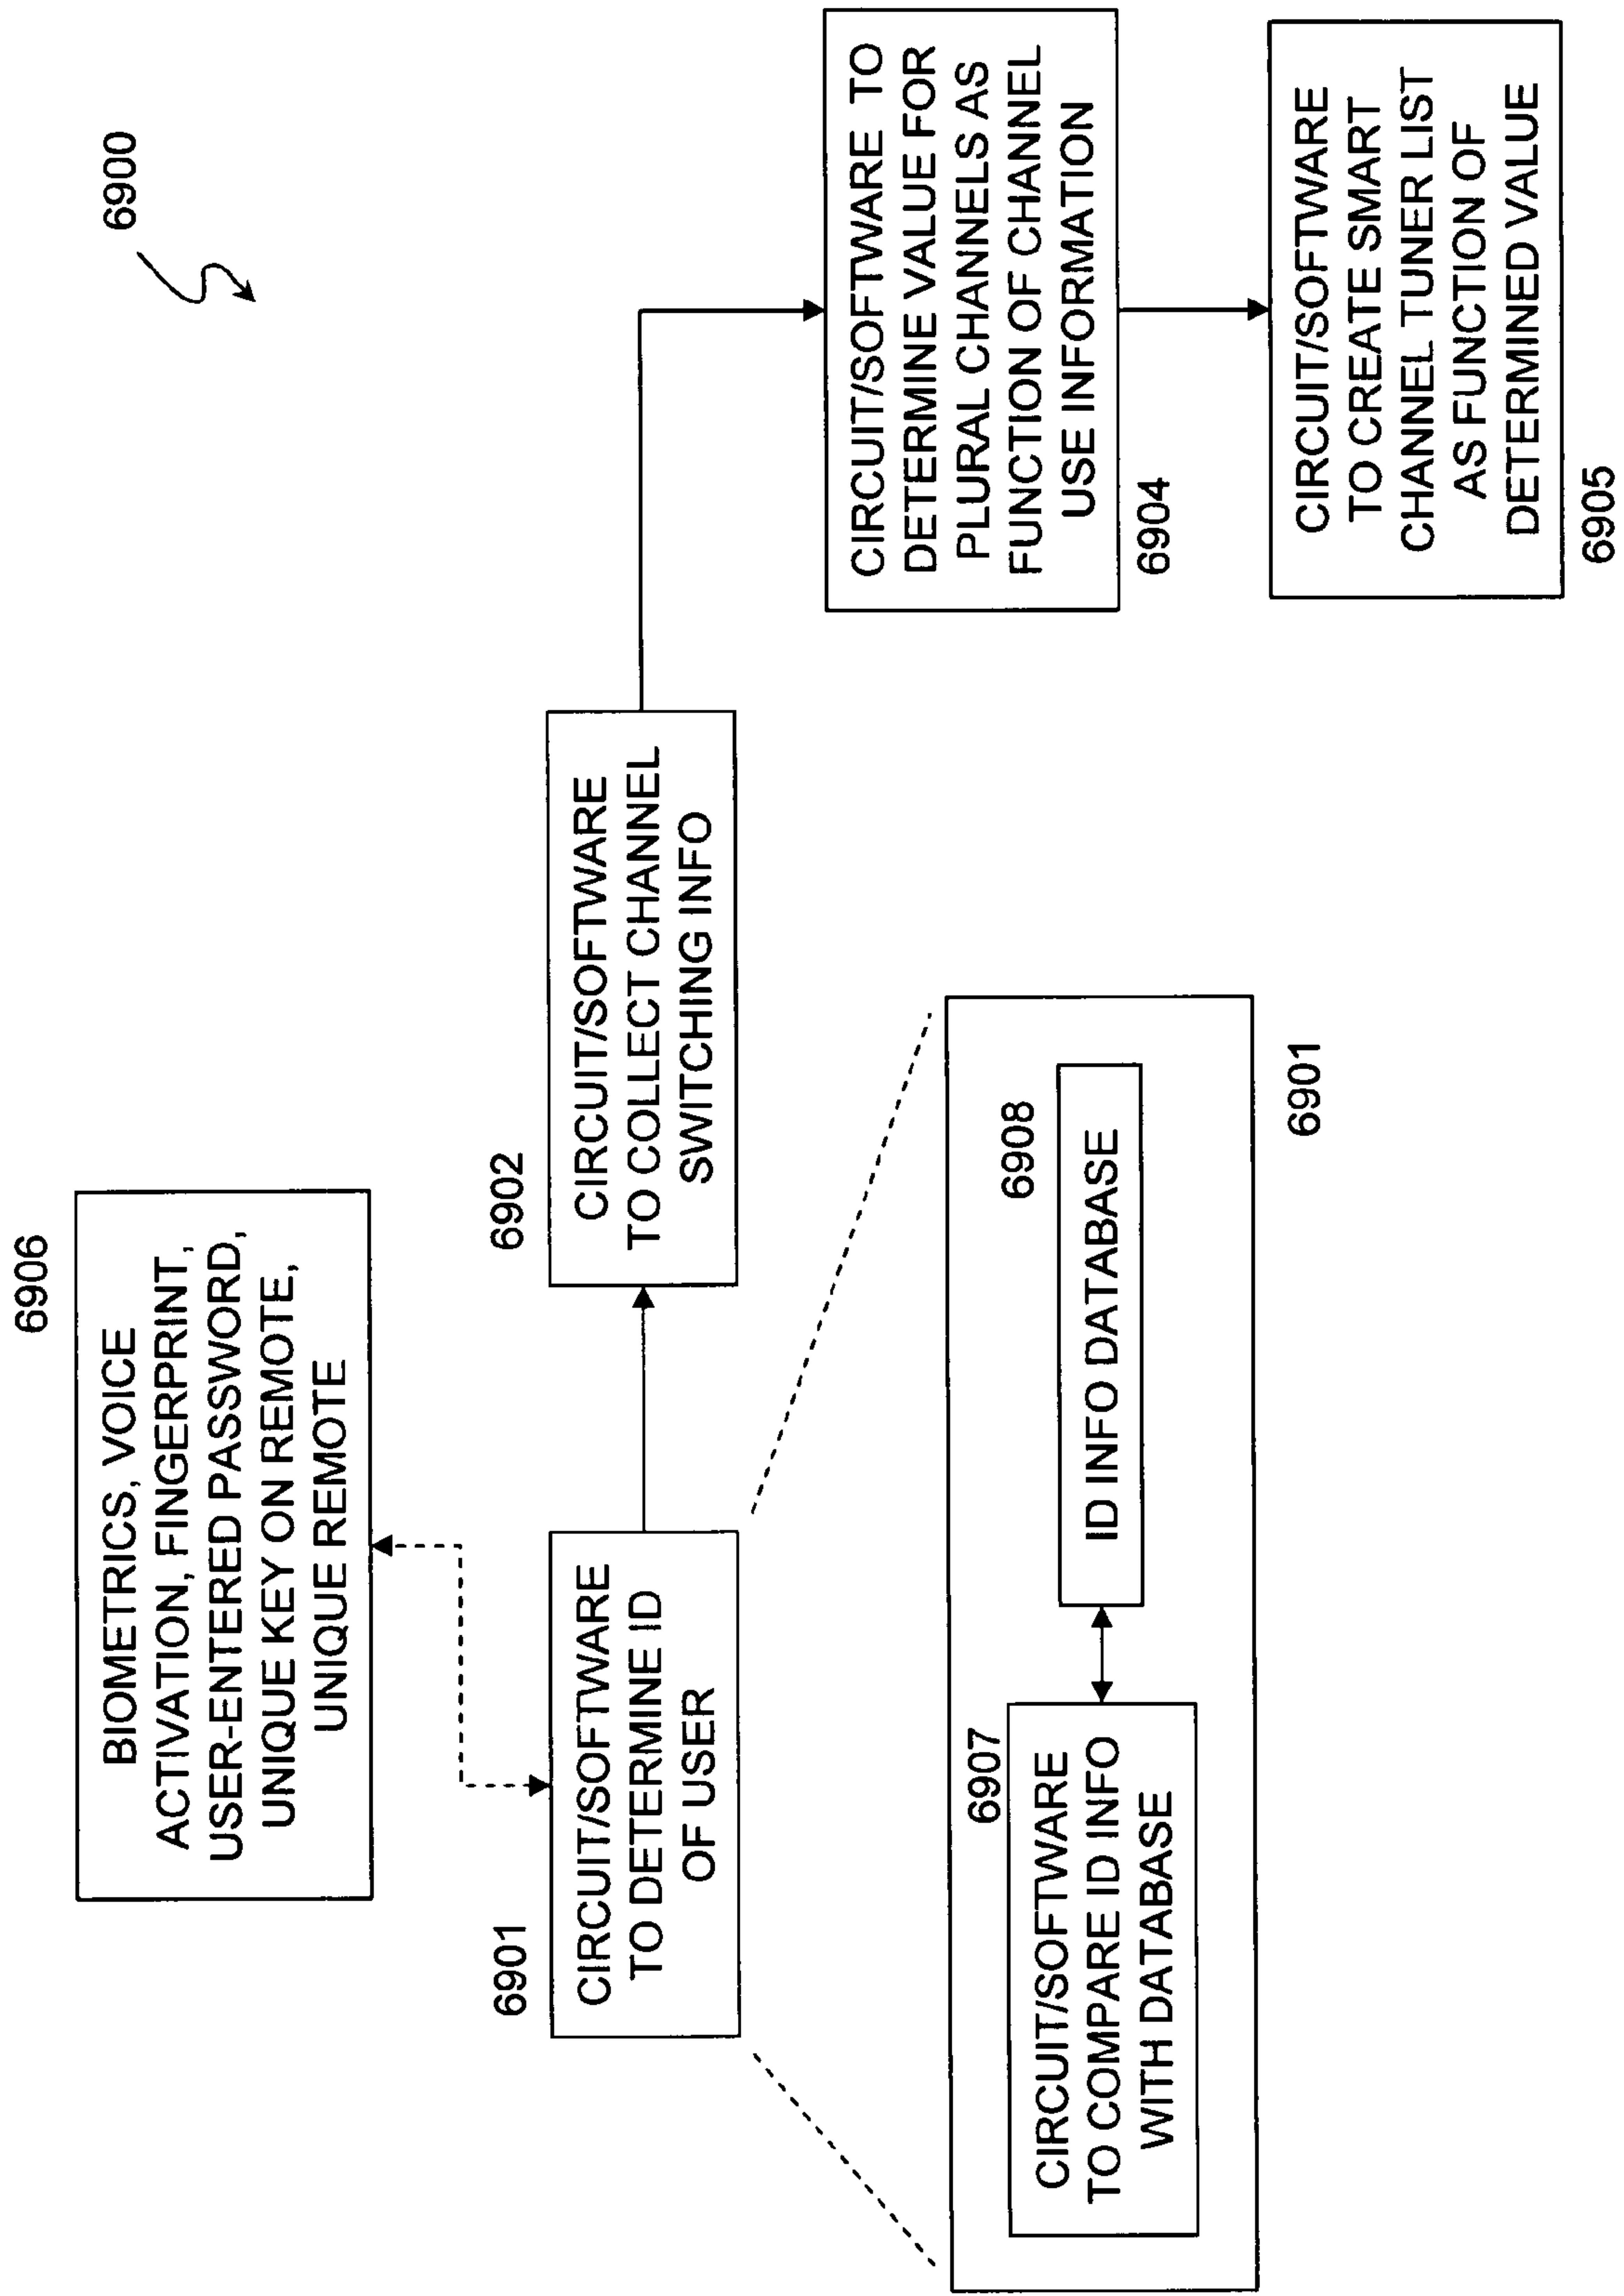 6900
6906
BIOMETRICS, VOICE
ACTIVATION, FINGERPRINT,
USER-ENTERED PASSWORD,
UNIQUE KEY ON REMOTE,
UNIQUE REMOTE
6901
CIRCUIT/SOFTWARE
TO DETERMINE ID
OF USER
6902
CIRCUIT/SOFTWARE
TO COLLECT CHANNEL
SWITCHING INFO
CIRCUIT/SOFTWARE TO
DETERMINE VALUE FOR
PLURAL CHANNELS AS
FUNCTION OF CHANNEL
USE INFORMATION
6904
CIRCUIT/SOFTWARE
TO CREATE SMART
CHANNEL TUNER LIST
AS FUNCTION OF
DETERMINED VALUE
6905
6907
CIRCUIT/SOFTWARE
TO COMPARE ID INFO
WITH DATABASE
6908
ID INFO DATABASE
6901